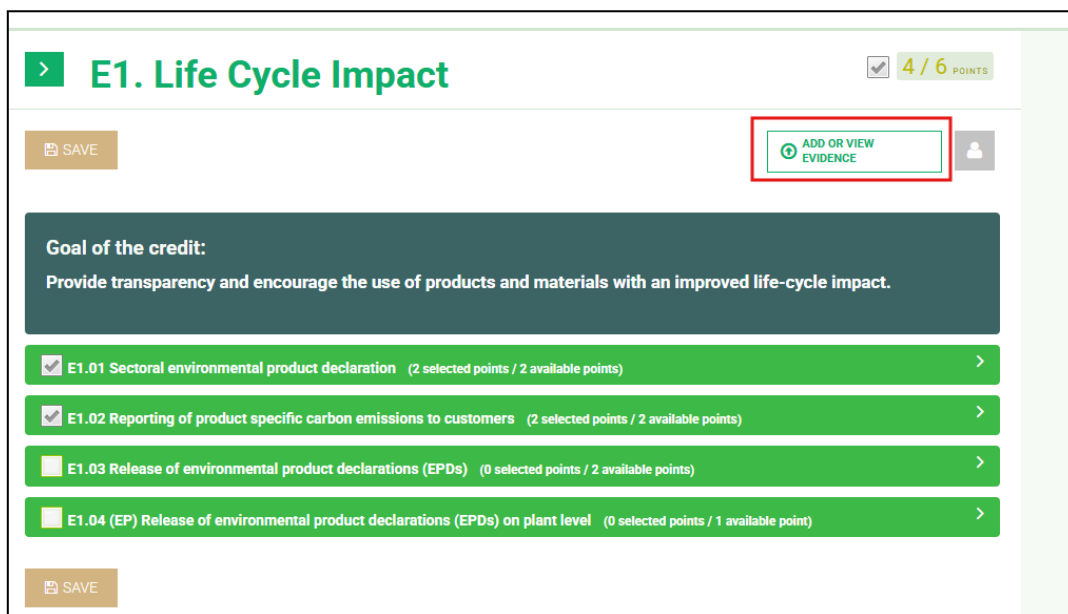 E1. Life Cycle Impact
4 / 6 POINTS
SAVE
ADD OR VIEW
EVIDENCE
Goal of the credit:
Provide transparency and encourage the use of products and materials with an improved life-cycle impact.
E1.01 Sectoral environmental product declaration (2 selected points / 2 available points)
E1.02 Reporting of product specific carbon emissions to customers (2 selected points / 2 available points)
E1.03 Release of environmental product declarations (EPDs) (0 selected points / 2 available points)
E1.04 (EP) Release of environmental product declarations (EPDs) on plant level (0 selected points / 1 available point)
SAVE